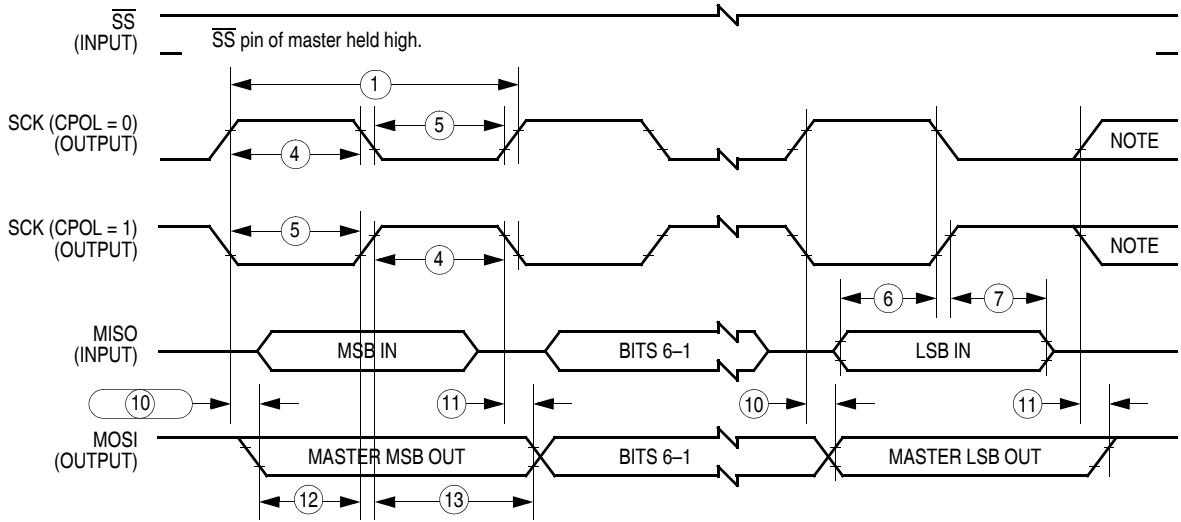 SS
(INPUT)
SS pin of master held high.
1
SCK (CPOL = 0)
(OUTPUT)
5
4
NOTE
SCK (CPOL = 1)
(OUTPUT)
5
4
NOTE
6
7
MISO
(INPUT)
MSB IN
BITS 6–1
LSB IN
10
11
10
11
MOSI
(OUTPUT)
MASTER MSB OUT
BITS 6–1
MASTER LSB OUT
12
13